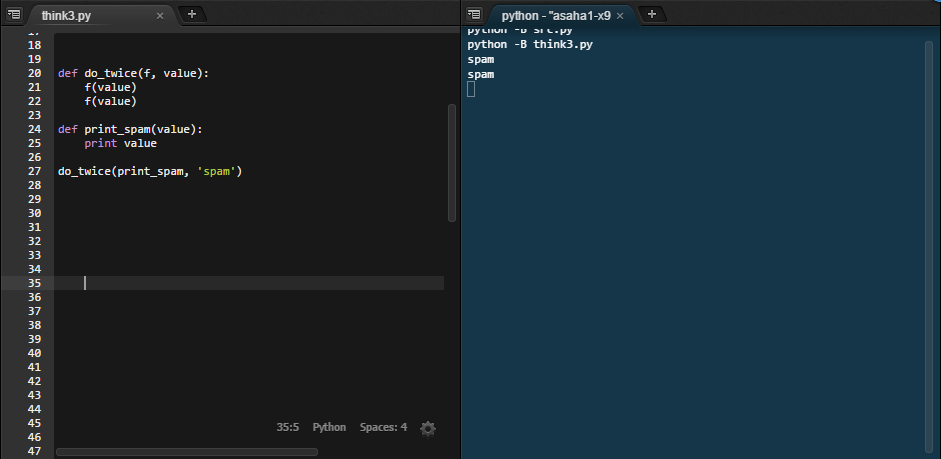 think3.py ×
python - "asaha1-x9 ×
17
18
19
20 def do_twice(f, value):
21     f(value)
22     f(value)
23
24 def print_spam(value):
25     print value
26
27 do_twice(print_spam, 'spam')
28
29
30
31
32
33
34
35
36
37
38
39
40
41
42
43
44
45
46
47
35:5 Python Spaces: 4
python -B src.py
python -B think3.py
spam
spam